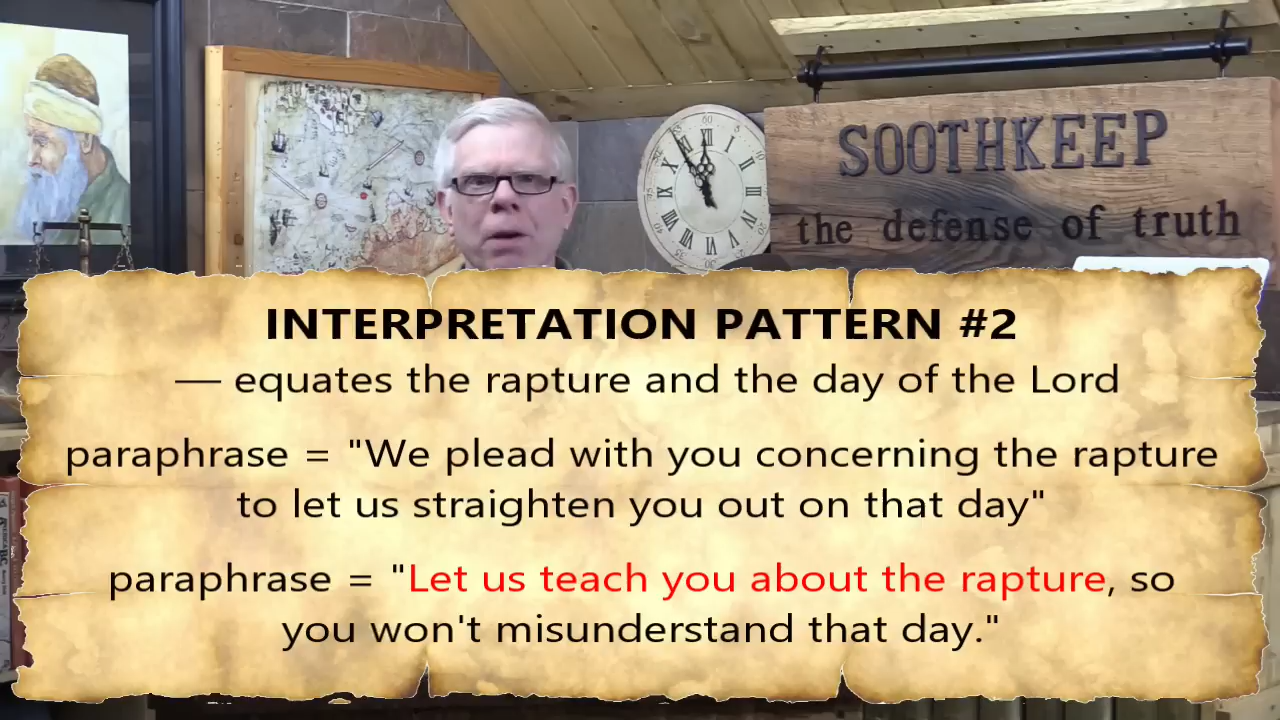 SOOTHKEEP
the defense of truth
INTERPRETATION PATTERN #2
— equates the rapture and the day of the Lord
paraphrase = "We plead with you concerning the rapture
to let us straighten you out on that day"
paraphrase = "Let us teach you about the rapture, so
you won't misunderstand that day."